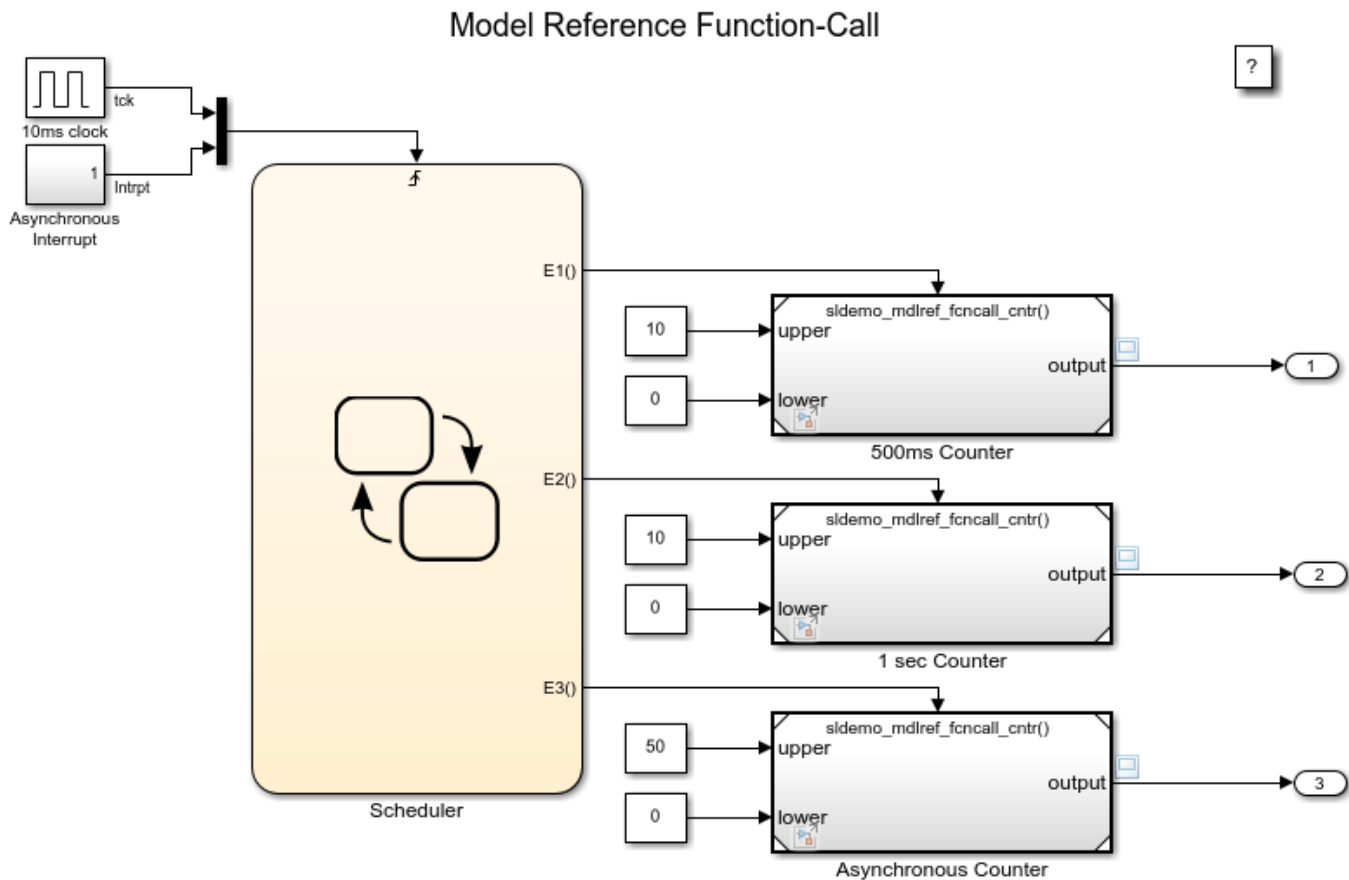 Model Reference Function-Call
?
tck
10ms clock
1
Intrpt
Asynchronous
Interrupt
E1()
sldemo_mdlref_fcncall_cntr()
10
upper
output
1
0
lower
500ms Counter
E2()
sldemo_mdlref_fcncall_cntr()
10
upper
output
2
0
lower
1 sec Counter
E3()
sldemo_mdlref_fcncall_cntr()
50
upper
output
3
0
lower
Scheduler
Asynchronous Counter